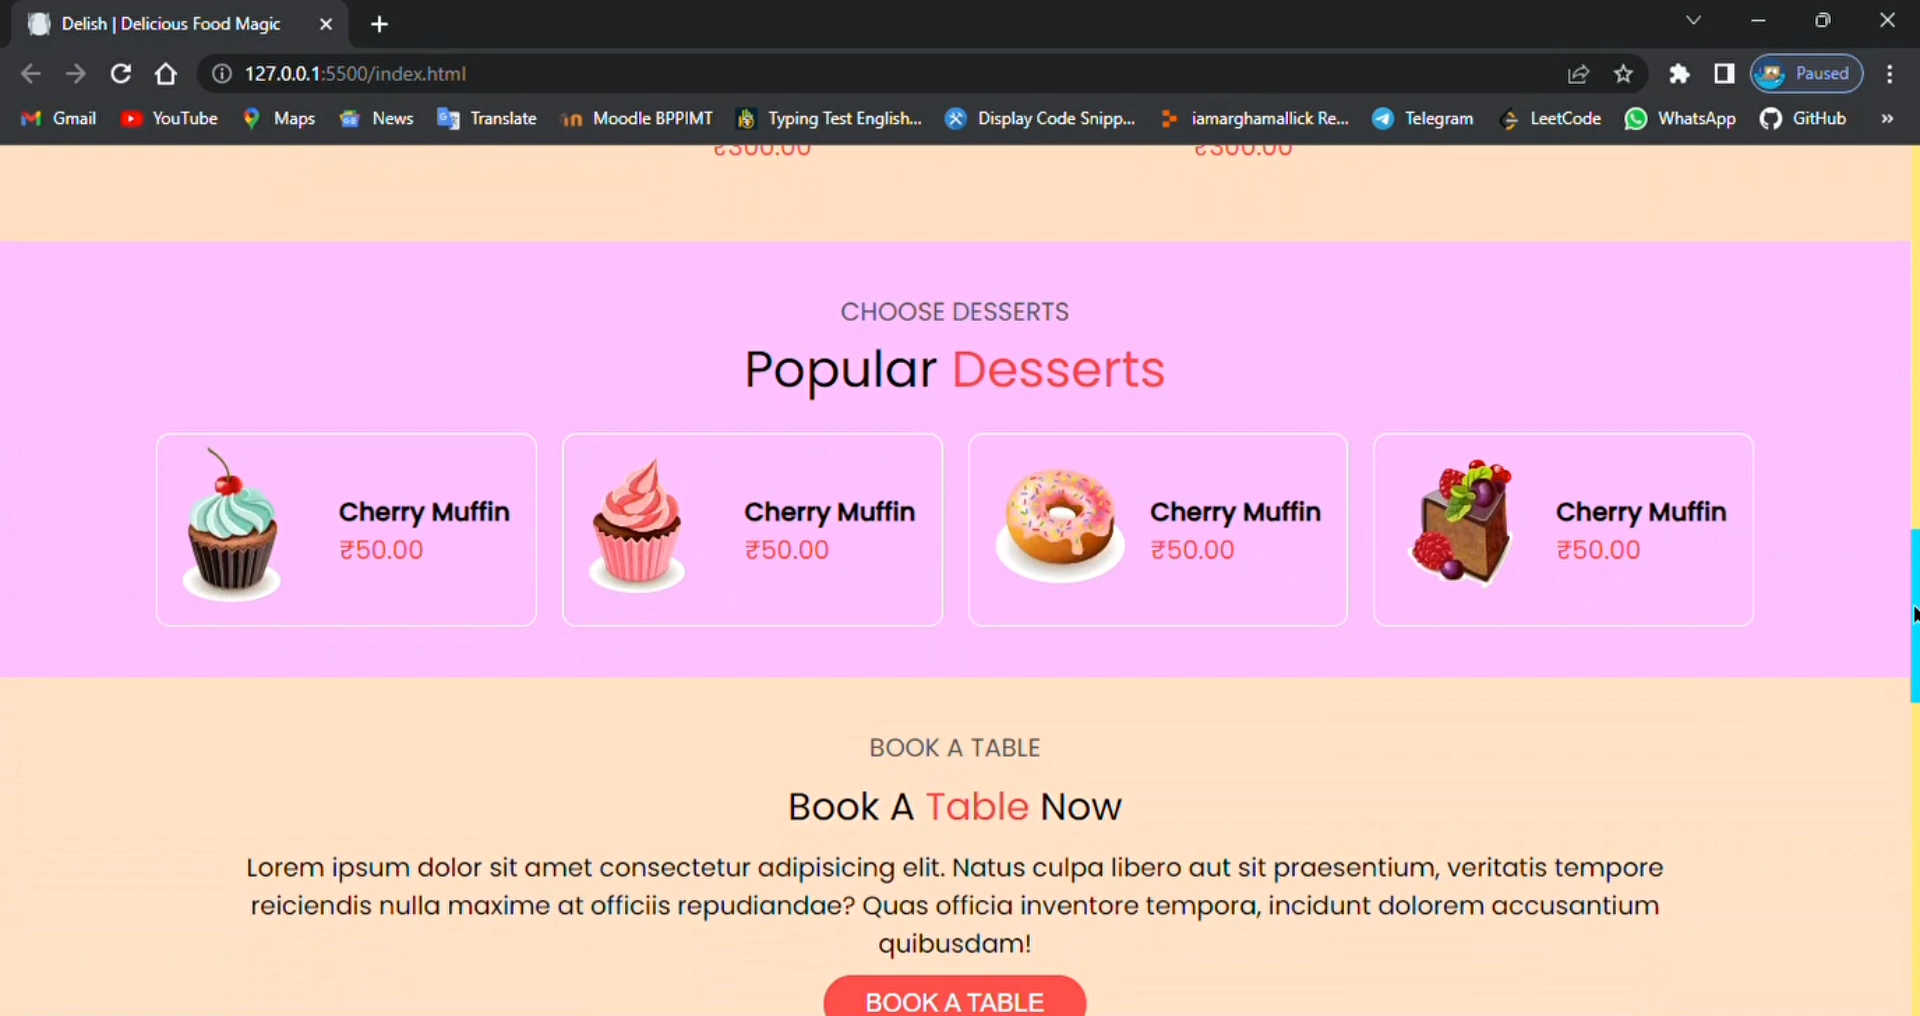 Delish | Delicious Food Magic
127.0.0.1:5500/index.html
Paused
Gmail
YouTube
Maps
News
Translate
Moodle BPPIMT
Typing Test English...
Display Code Snipp...
iamarghamallick Re...
Telegram
LeetCode
WhatsApp
GitHub
₹300.00
₹300.00
CHOOSE DESSERTS
Popular Desserts
Cherry Muffin
₹50.00
Cherry Muffin
₹50.00
Cherry Muffin
₹50.00
Cherry Muffin
₹50.00
BOOK A TABLE
Book A Table Now
Lorem ipsum dolor sit amet consectetur adipisicing elit. Natus culpa libero aut sit praesentium, veritatis tempore
reiciendis nulla maxime at officiis repudiandae? Quas officia inventore tempora, incidunt dolorem accusantium
quibusdam!
BOOK A TABLE